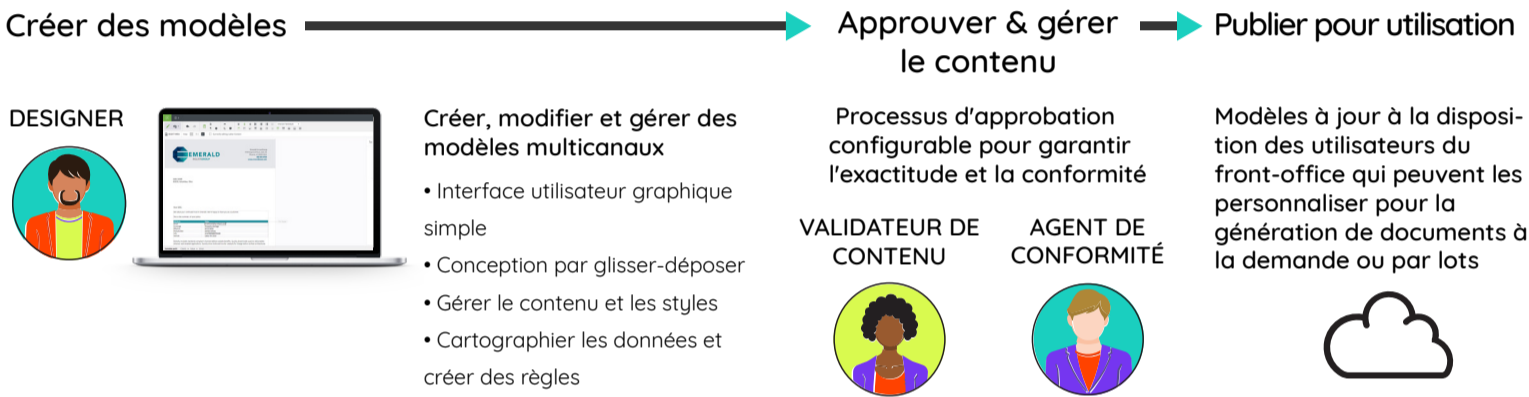 Créer des modèles
DESIGNER
EMERALD
Créer, modifier et gérer des
modèles multicanaux
• Interface utilisateur graphique
simple
• Conception par glisser-déposer
• Gérer le contenu et les styles
• Cartographier les données et
créer des règles
Approuver & gérer
le contenu
Processus d'approbation
configurable pour garantir
l'exactitude et la conformité
VALIDATEUR DE
CONTENU
AGENT DE
CONFORMITÉ
Publier pour utilisation
Modèles à jour à la disposi-
tion des utilisateurs du
front-office qui peuvent les
personnaliser pour la
génération de documents à
la demande ou par lots